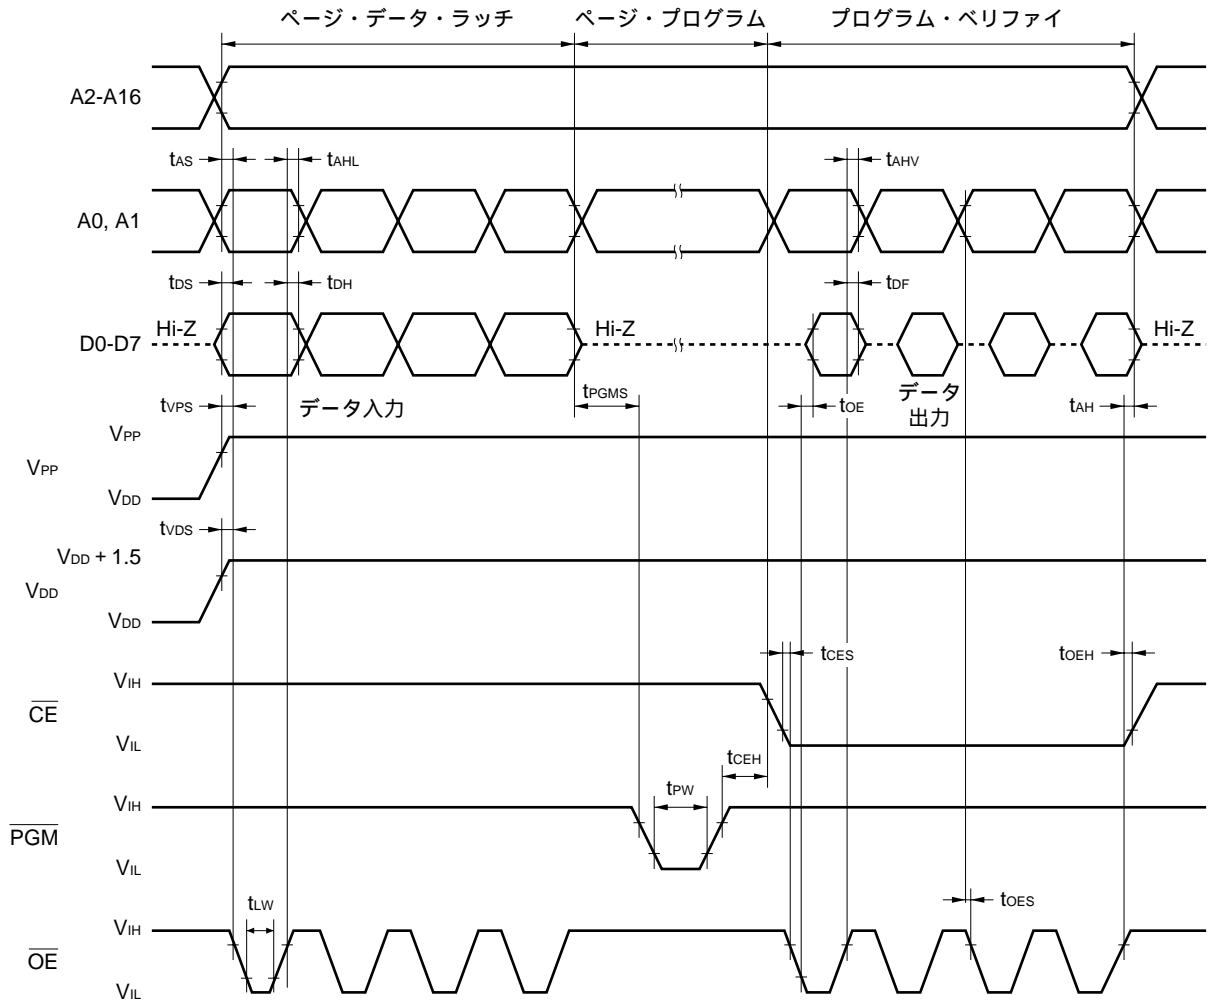 ページ・データ・ラッチ ページ・プログラム プログラム・ベリファイ
A2-A16
tAS tAHL tAHV
A0, A1
tDS tDH tDF
Hi-Z Hi-Z Hi-Z
D0-D7
データ入力 データ
出力
tVPS tPGMS tOE tAH
VPP
VPP
VDD
tVDS
VDD + 1.5
VDD
VDD
tCES tOEH
VIH
CE
VIL
tCEH
tPW
VIH
PGM
VIL
tLW tOES
VIH
OE
VIL